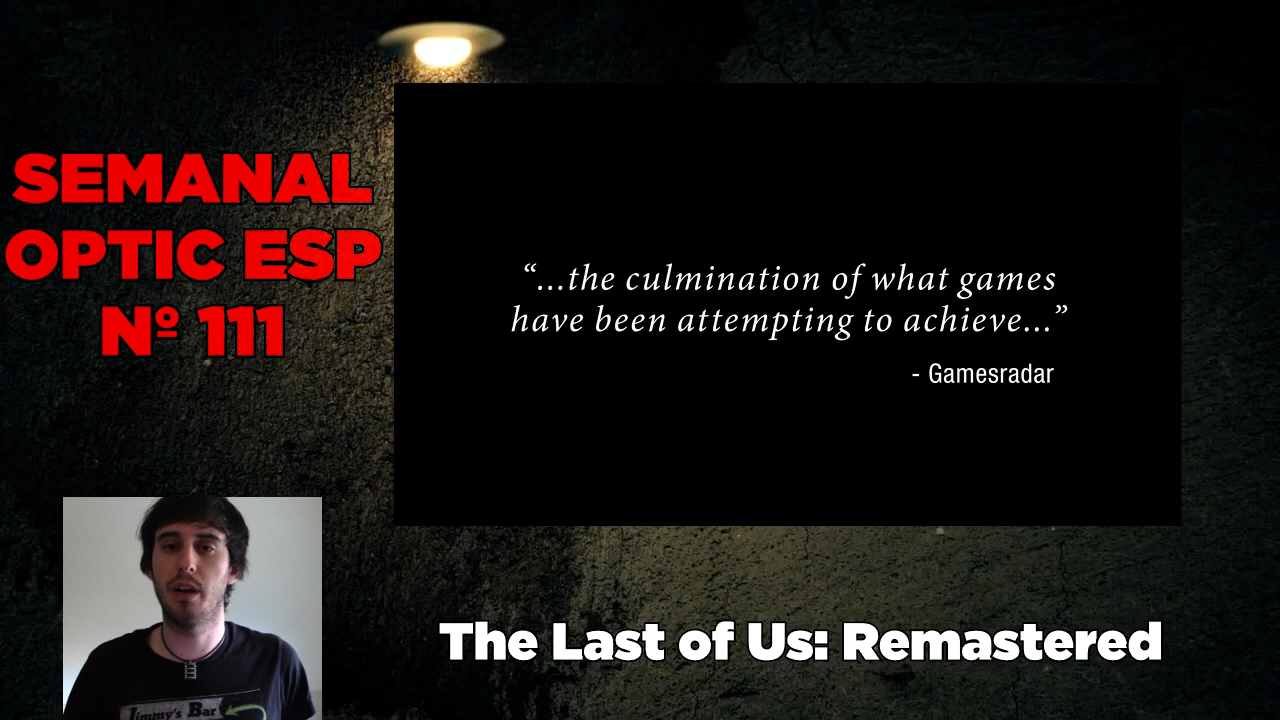 SEMANAL
OPTIC ESP
Nº 111
“...the culmination of what games
have been attempting to achieve...”
- Gamesradar
The Last of Us: Remastered
Jimmy's Bar